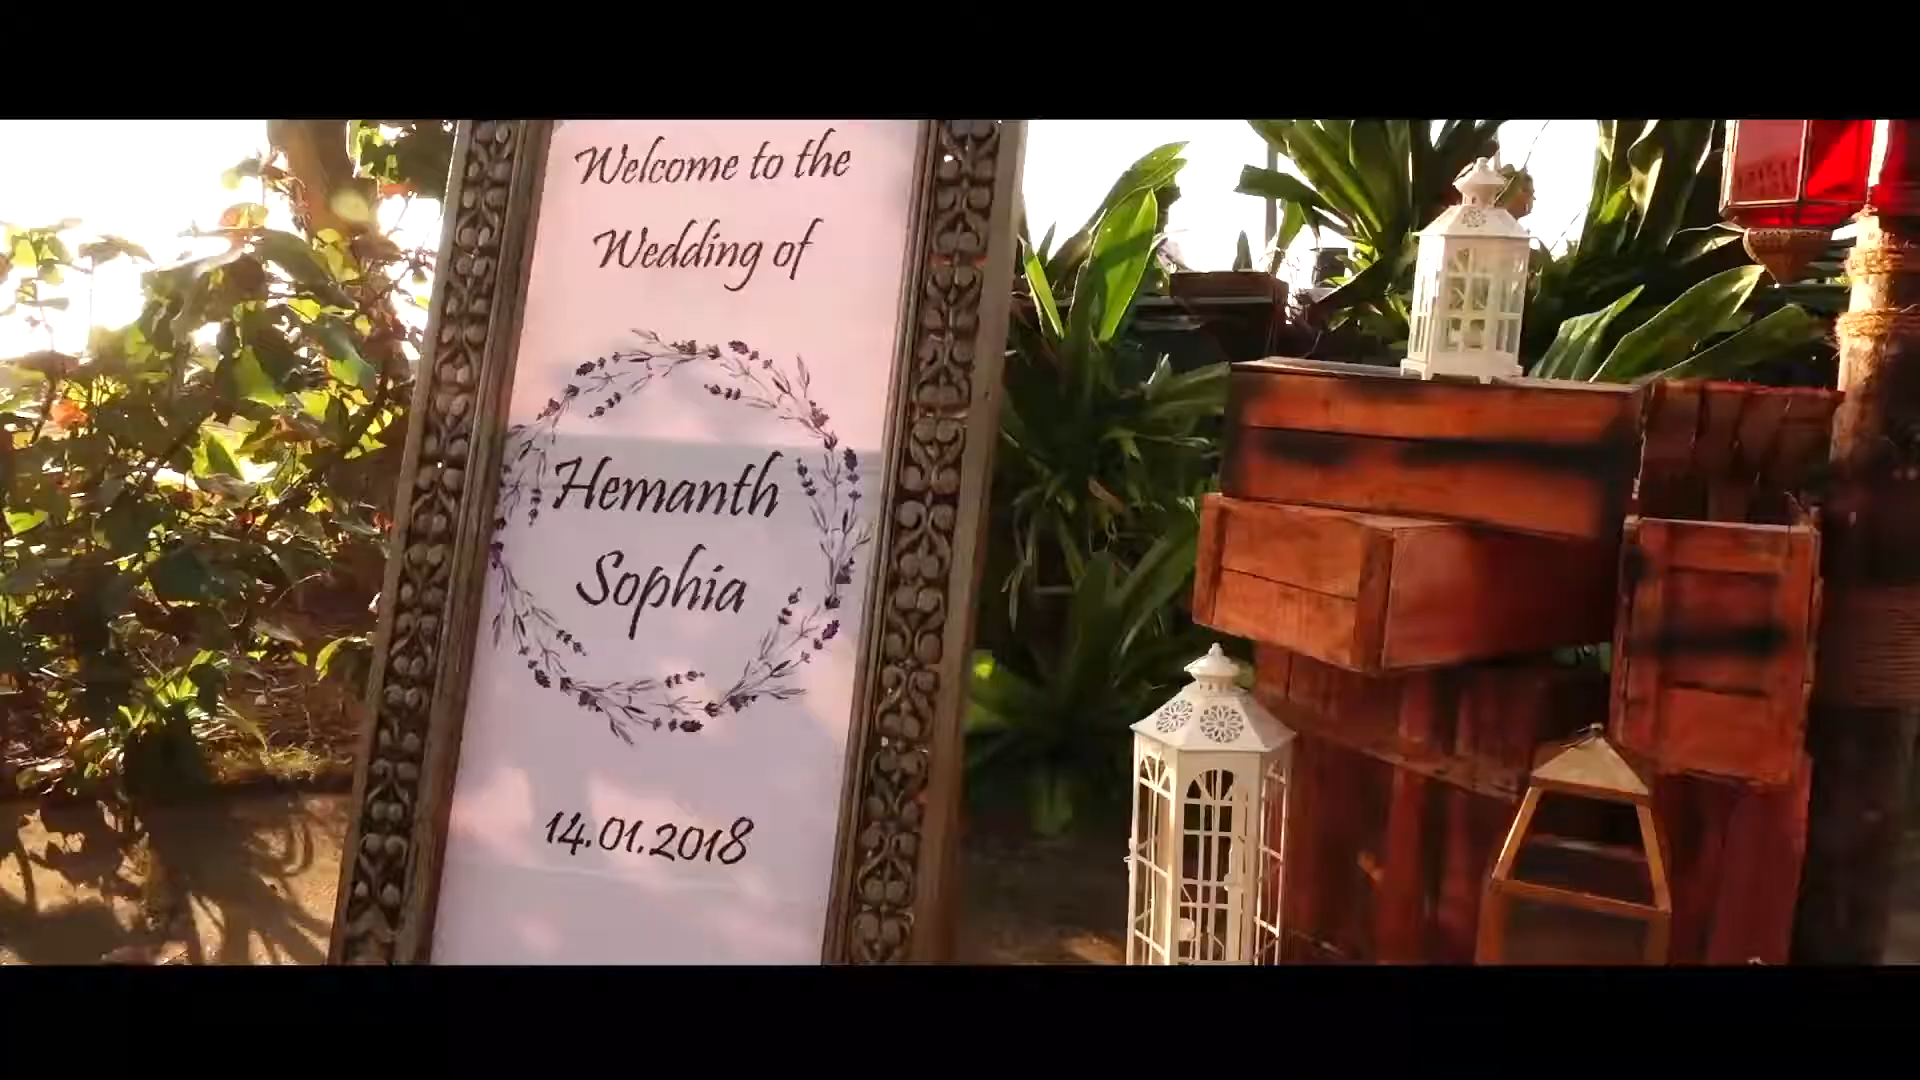 Welcome to the
Wedding of
Hemanth
Sophia
14.01.2018